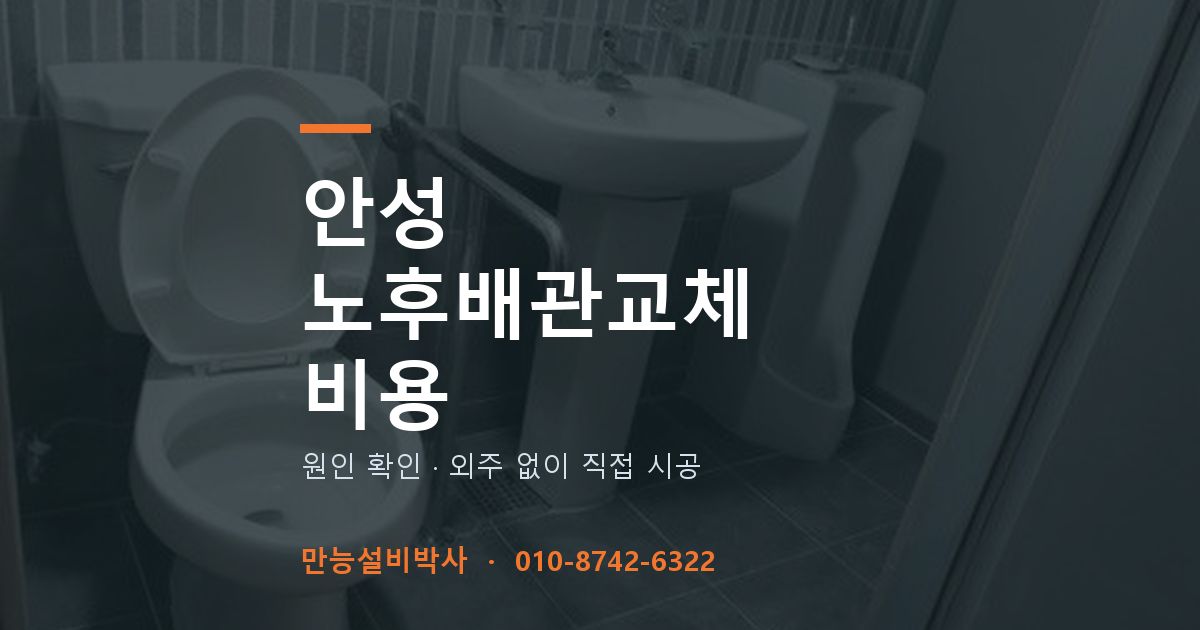 안성
노후배관교체
비용
원인 확인 · 외주 없이 직접 시공
만능설비박사 · 010-8742-6322